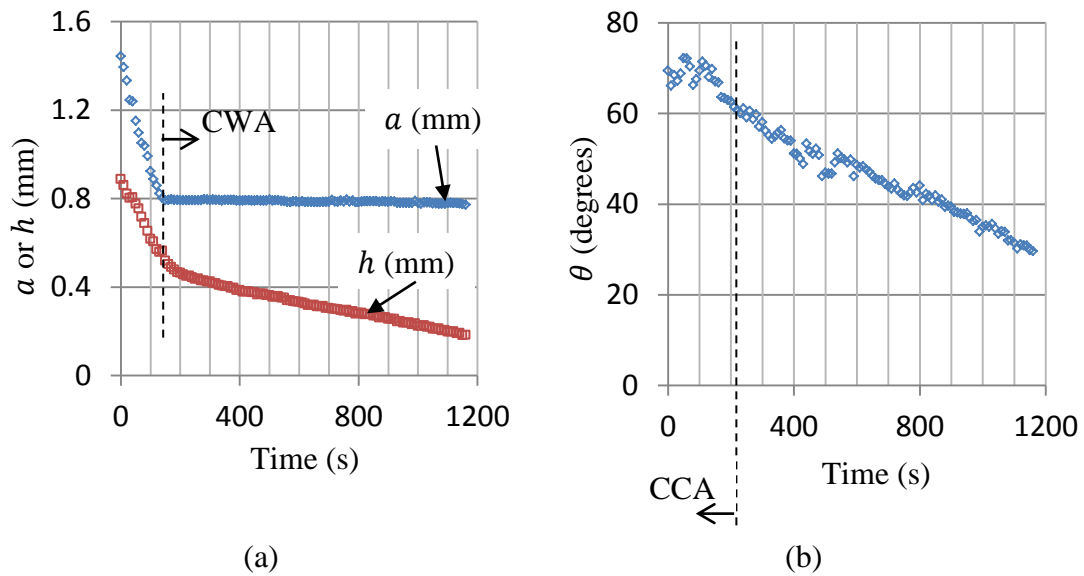 1.6
1.2
0.8
0.4
0
a or h (mm)
CWA
a (mm)
h (mm)
0 400 800 1200
Time (s)
(a)
80
60
40
20
0
θ (degrees)
0 400 800 1200
Time (s)
CCA
(b)